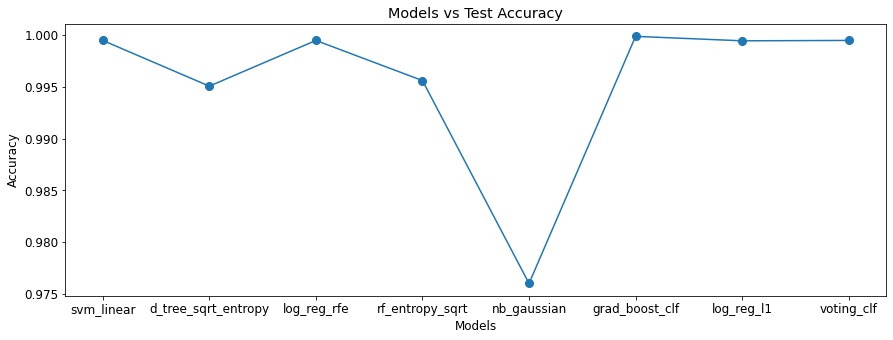 Models vs Test Accuracy
1.000
0.995
0.990
0.985
0.980
0.975
Accuracy
svm_linear d_tree_sqrt_entropy log_reg_rfe rf_entropy_sqrt nb_gaussian grad_boost_clf log_reg_l1 voting_clf
Models